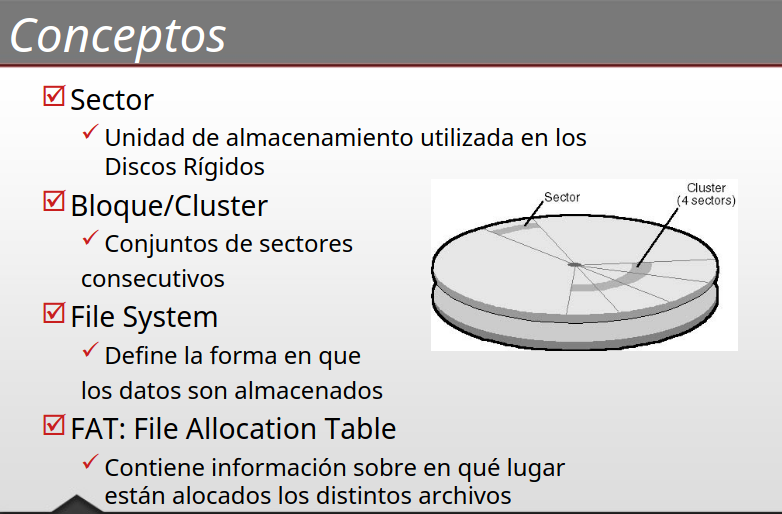 Conceptos
Sector
Unidad de almacenamiento utilizada en los
Discos Rígidos
Bloque/Cluster
Conjuntos de sectores
consecutivos
File System
Define la forma en que
los datos son almacenados
FAT: File Allocation Table
Contiene información sobre en qué lugar
están alocados los distintos archivos
Sector
Cluster
(4 sectors)